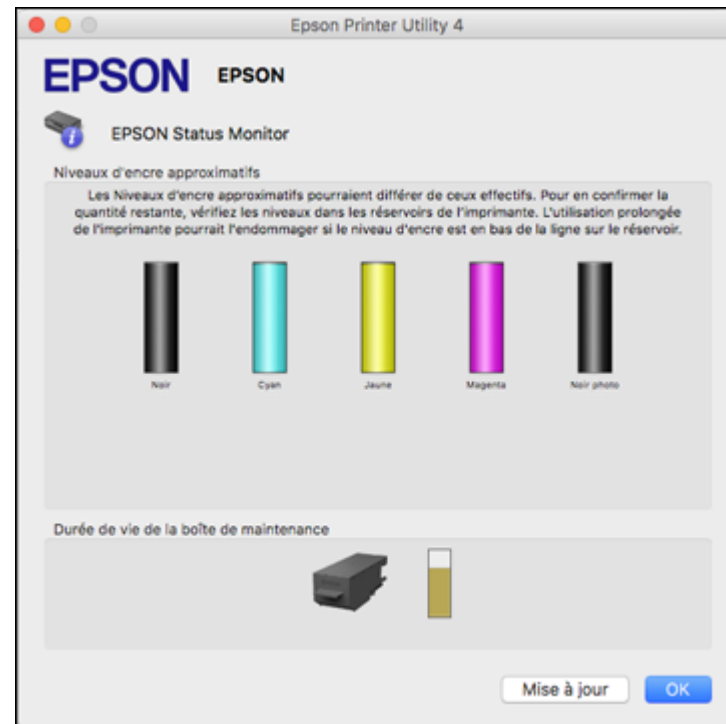 Epson Printer Utility 4
EPSON EPSON
EPSON Status Monitor
Niveaux d'encre approximatifs
Les Niveaux d'encre approximatifs pourraient différer de ceux effectifs. Pour en confirmer la
quantité restante, vérifiez les niveaux dans les réservoirs de l'imprimante. L'utilisation prolongée
de l'imprimante pourrait l'endommager si le niveau d'encre est en bas de la ligne sur le réservoir.
Noir Cyan Jaune Magenta Noir photo
Durée de vie de la boîte de maintenance
Mise à jour OK